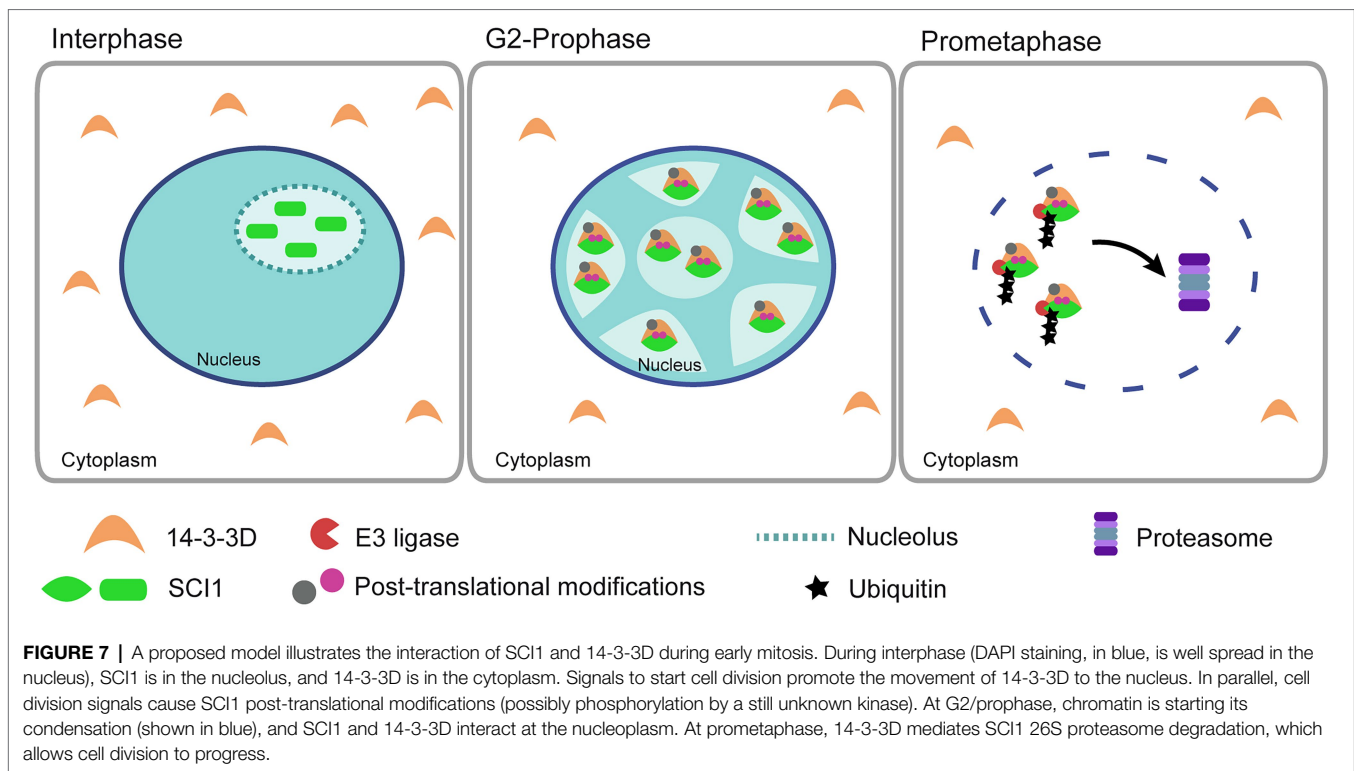 Interphase
G2-Prophase
Prometaphase
Nucleus
Nucleus
Cytoplasm
Cytoplasm
Cytoplasm
14-3-3D
E3 ligase
Nucleolus
Proteasome
SCI1
Post-translational modifications
Ubiquitin
FIGURE 7 | A proposed model illustrates the interaction of SCI1 and 14-3-3D during early mitosis. During interphase (DAPI staining, in blue, is well spread in the
nucleus), SCI1 is in the nucleolus, and 14-3-3D is in the cytoplasm. Signals to start cell division promote the movement of 14-3-3D to the nucleus. In parallel, cell
division signals cause SCI1 post-translational modifications (possibly phosphorylation by a still unknown kinase). At G2/prophase, chromatin is starting its
condensation (shown in blue), and SCI1 and 14-3-3D interact at the nucleoplasm. At prometaphase, 14-3-3D mediates SCI1 26S proteasome degradation, which
allows cell division to progress.